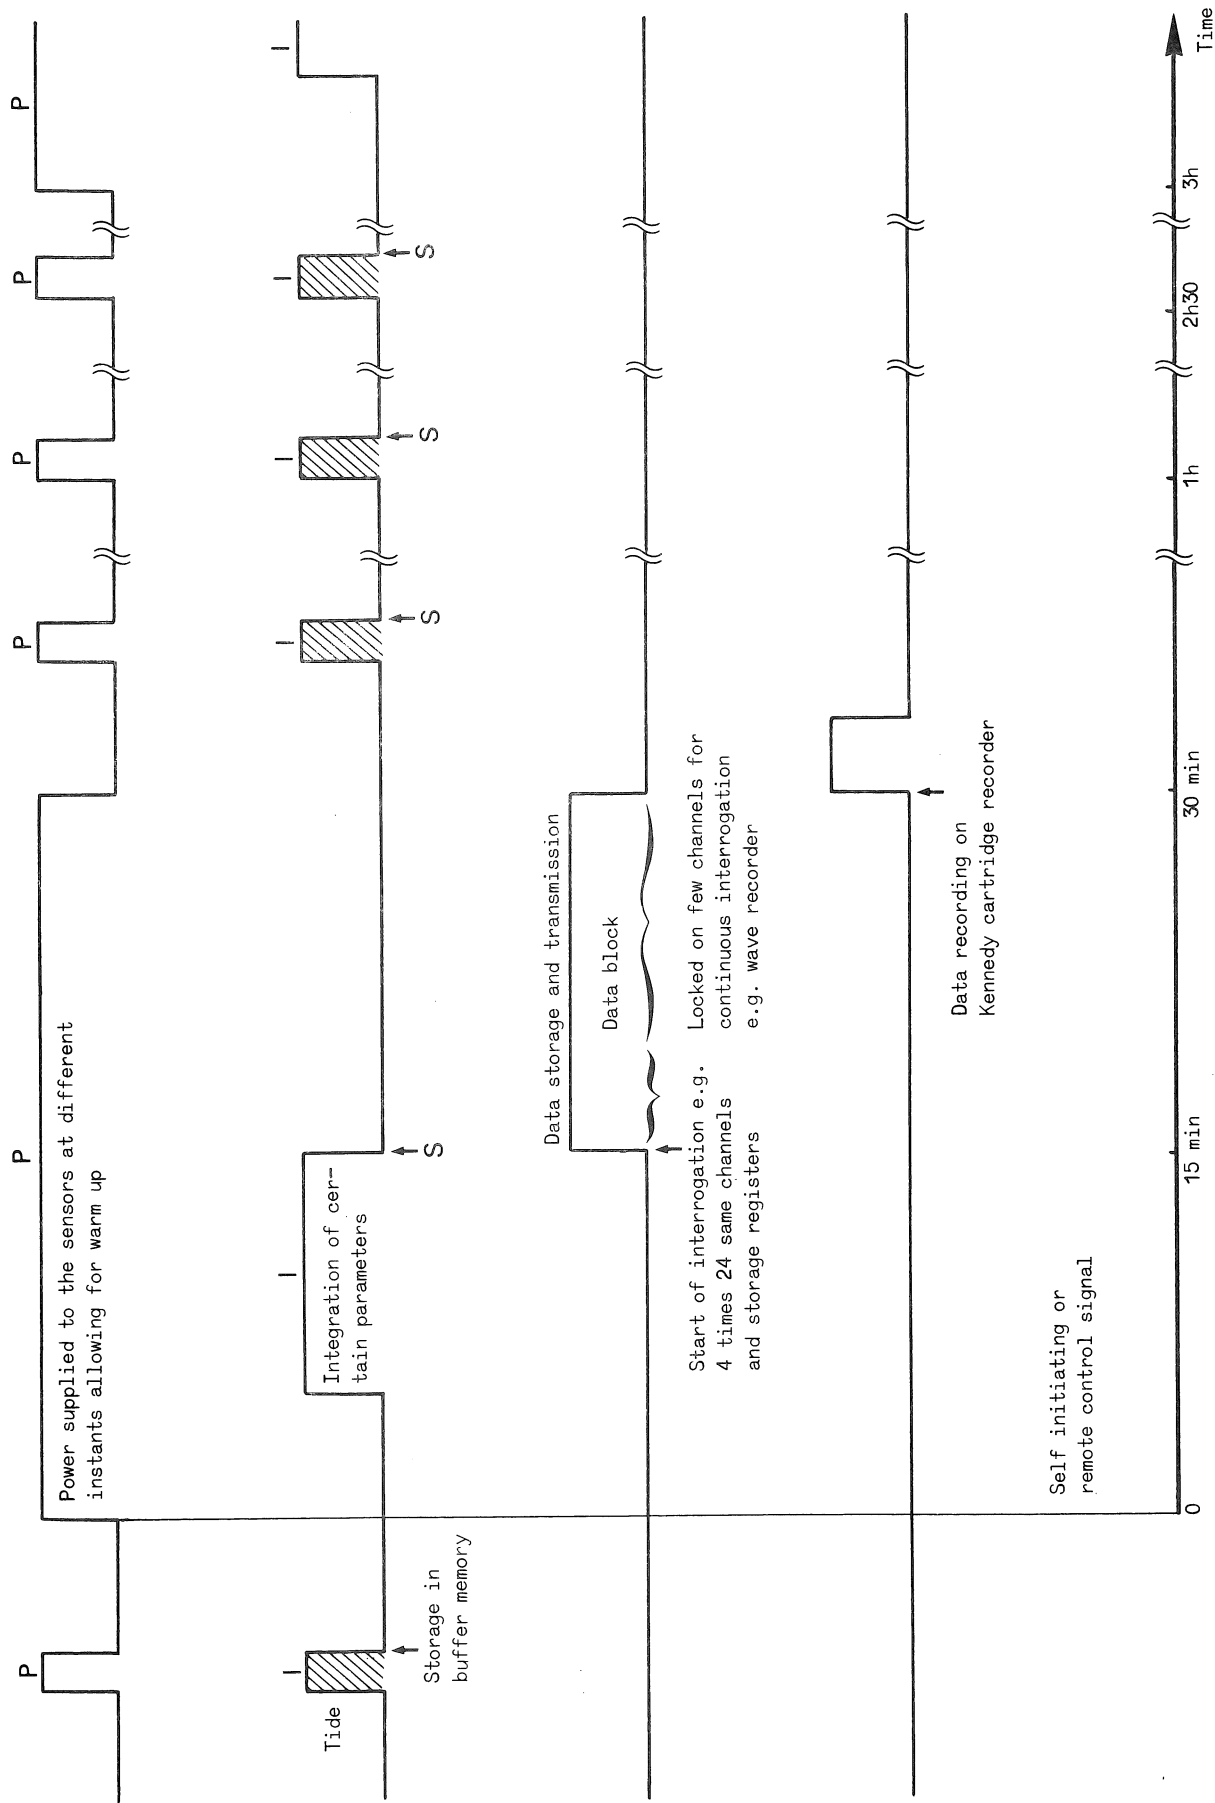 P
P
P
P
P
P
Power supplied to the sensors at different
instants allowing for warm up
I
I
I
I
I
I
Tide
Integration of cer-
tain parameters
S
S
S
S
Storage in
buffer memory
Data storage and transmission
Data block
Start of interrogation e.g.
4 times 24 same channels
and storage registers
Locked on few channels for
continuous interrogation
e.g. wave recorder
Data recording on
Kennedy cartridge recorder
Self initiating or
remote control signal
0
15 min
30 min
1h
2h30
3h
Time